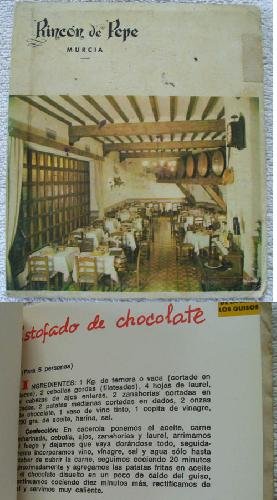 Rincón de Pepe
MURCIA
Estofado de chocolate
LOS GUISOS
(Para 5 personas)
INGREDIENTES: 1 Kg. de ternera o vaca (cortado en
), 2 cebollas gordas (fileteadas), 4 hojas de laurel,
cabezas de ajos enteras, 2 zanahorias cortadas en
, 2 patatas medianas cortadas en dados, 2 onzas
de chocolate, 1 vaso de vino tinto, 1 copita de vinagre,
grs. de aceite, harina, sal.
Confección: En cacerola ponemos el aceite, carne
enharinada, cebolla, ajos, zanahorias y laurel, arrimamos
fuego y dejamos que vaya dorándose todo, seguida-
mente incorporamos vino, vinagre, sal y agua sólo hasta
de cubrir la carne, seguimos cociendo 20 minutos
aproximadamente y agregamos las patatas fritas en aceite
el chocolate disuelto en un poco de caldo del guiso,
continuamos cociendo diez minutos más, rectificamos de
sal y servimos muy caliente.